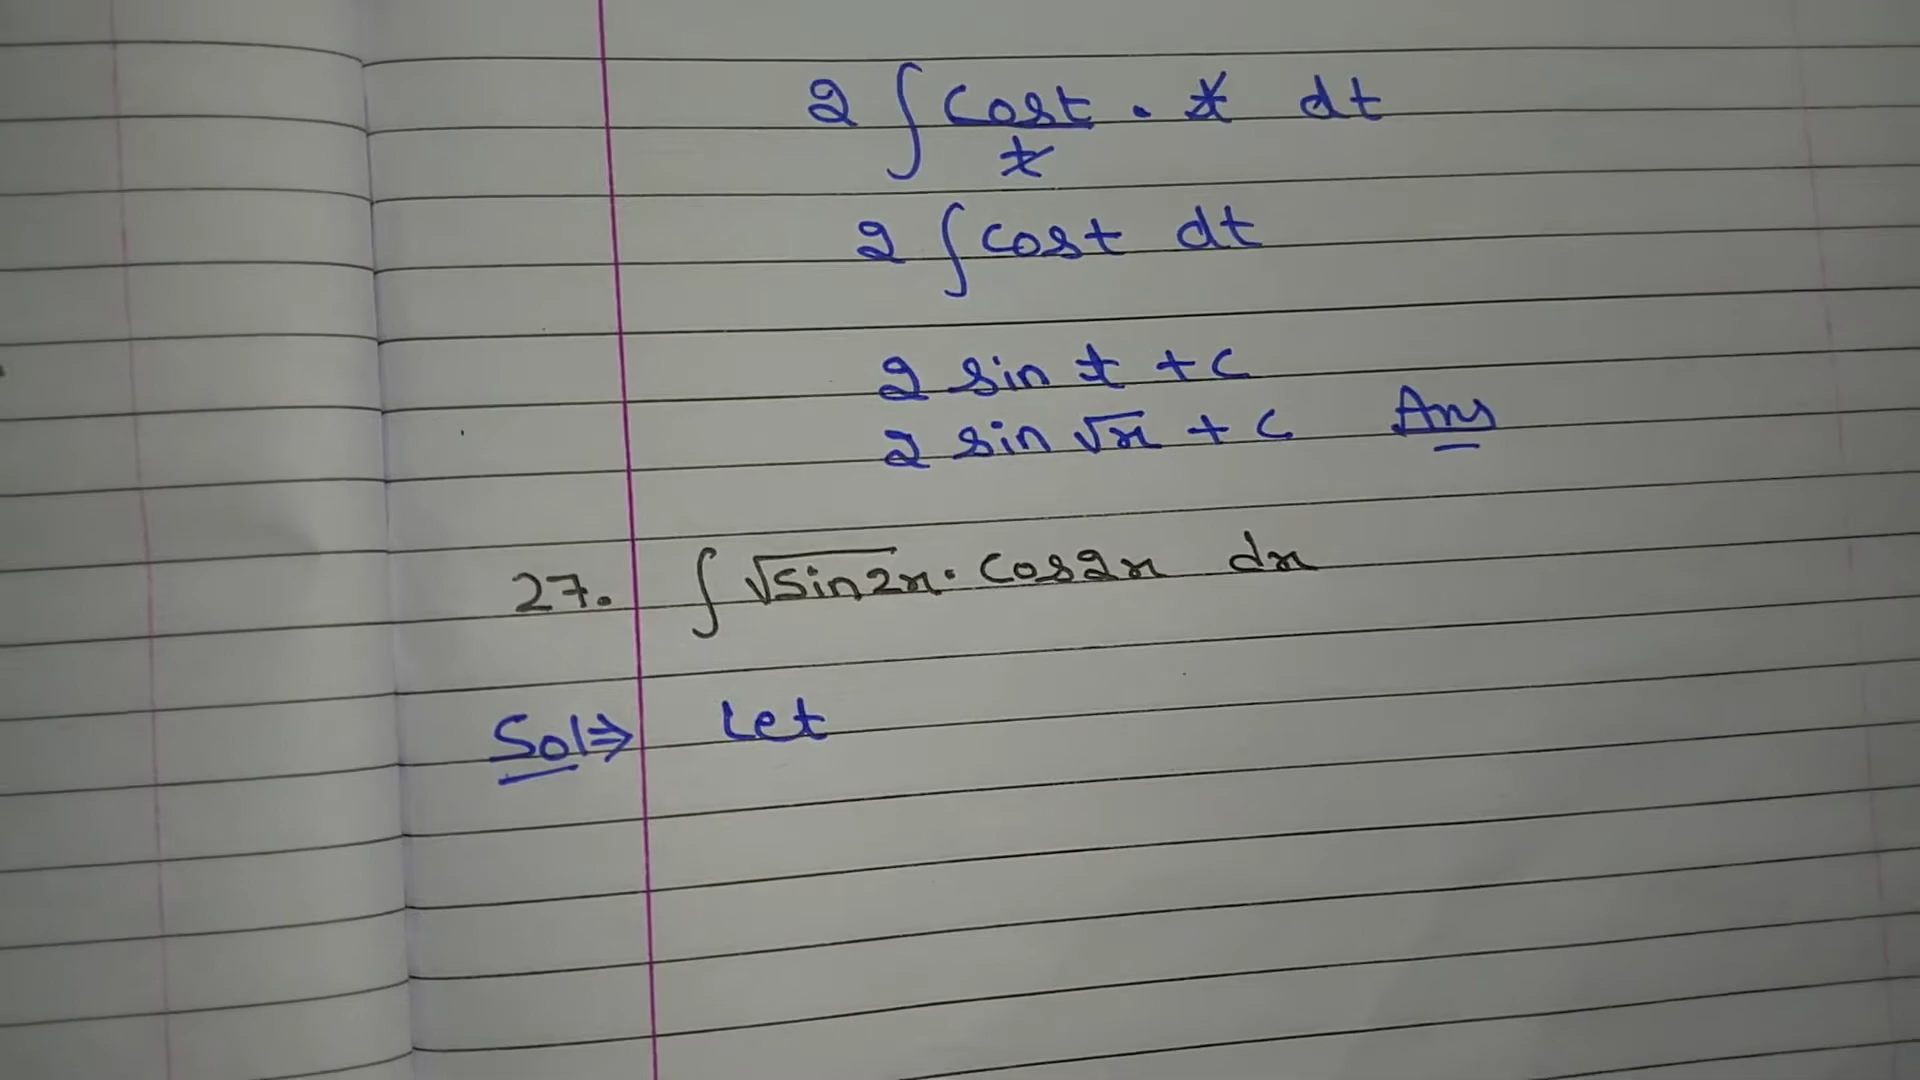 2 ∫ cost/t . t dt
2 ∫ cost dt
2 sin t + c
2 sin √x + c Ans
27. ∫ √sin2x . cos2x dx
Sol⇒ Let